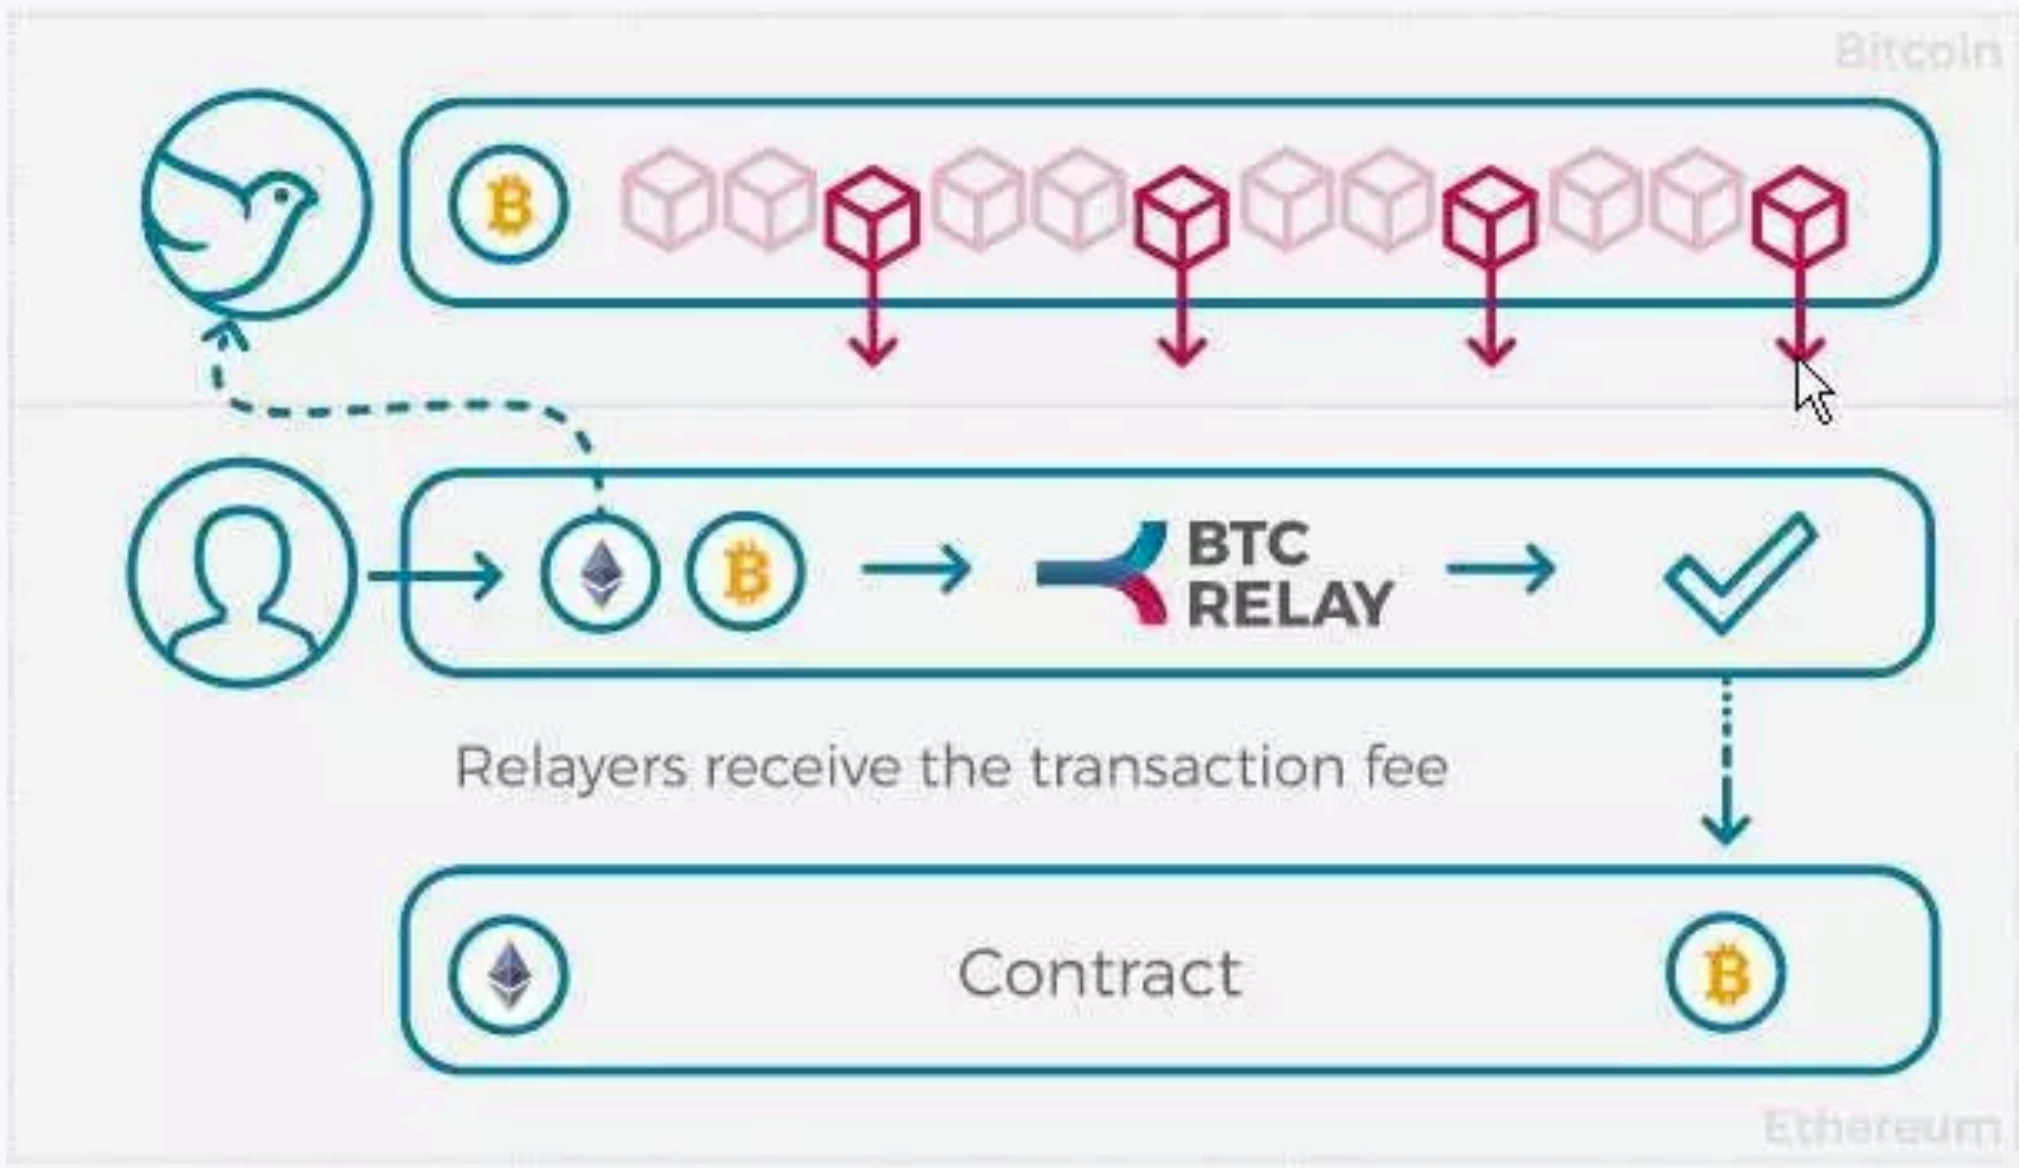 Bitcoin
BTC
RELAY
Relayers receive the transaction fee
Contract
Ethereum